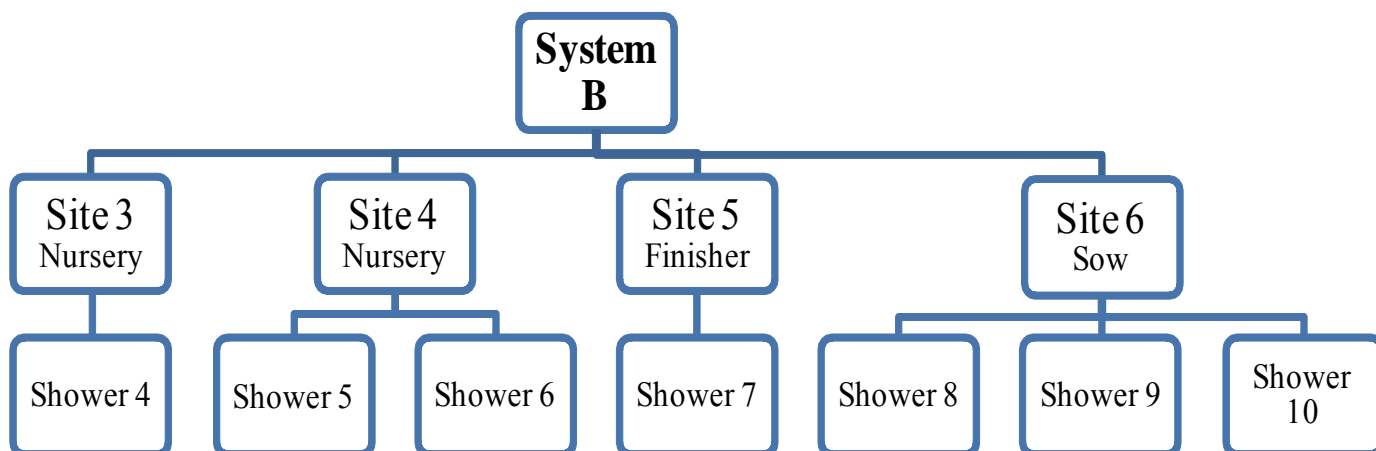 System
B
Site 3
Nursery
Site 4
Nursery
Site 5
Finisher
Site 6
Sow
Shower 4
Shower 5
Shower 6
Shower 7
Shower 8
Shower 9
Shower
10